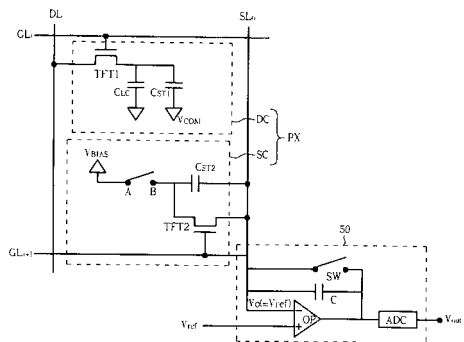 DL
SLn
GLi
TFT1
CLC
CST1
VCOM
DC
PX
SC
VBIAS
CST2
A
B
TFT2
GLi+1
50
SW
C
Vo(=Vref)
OP
Vref
ADC
Vout